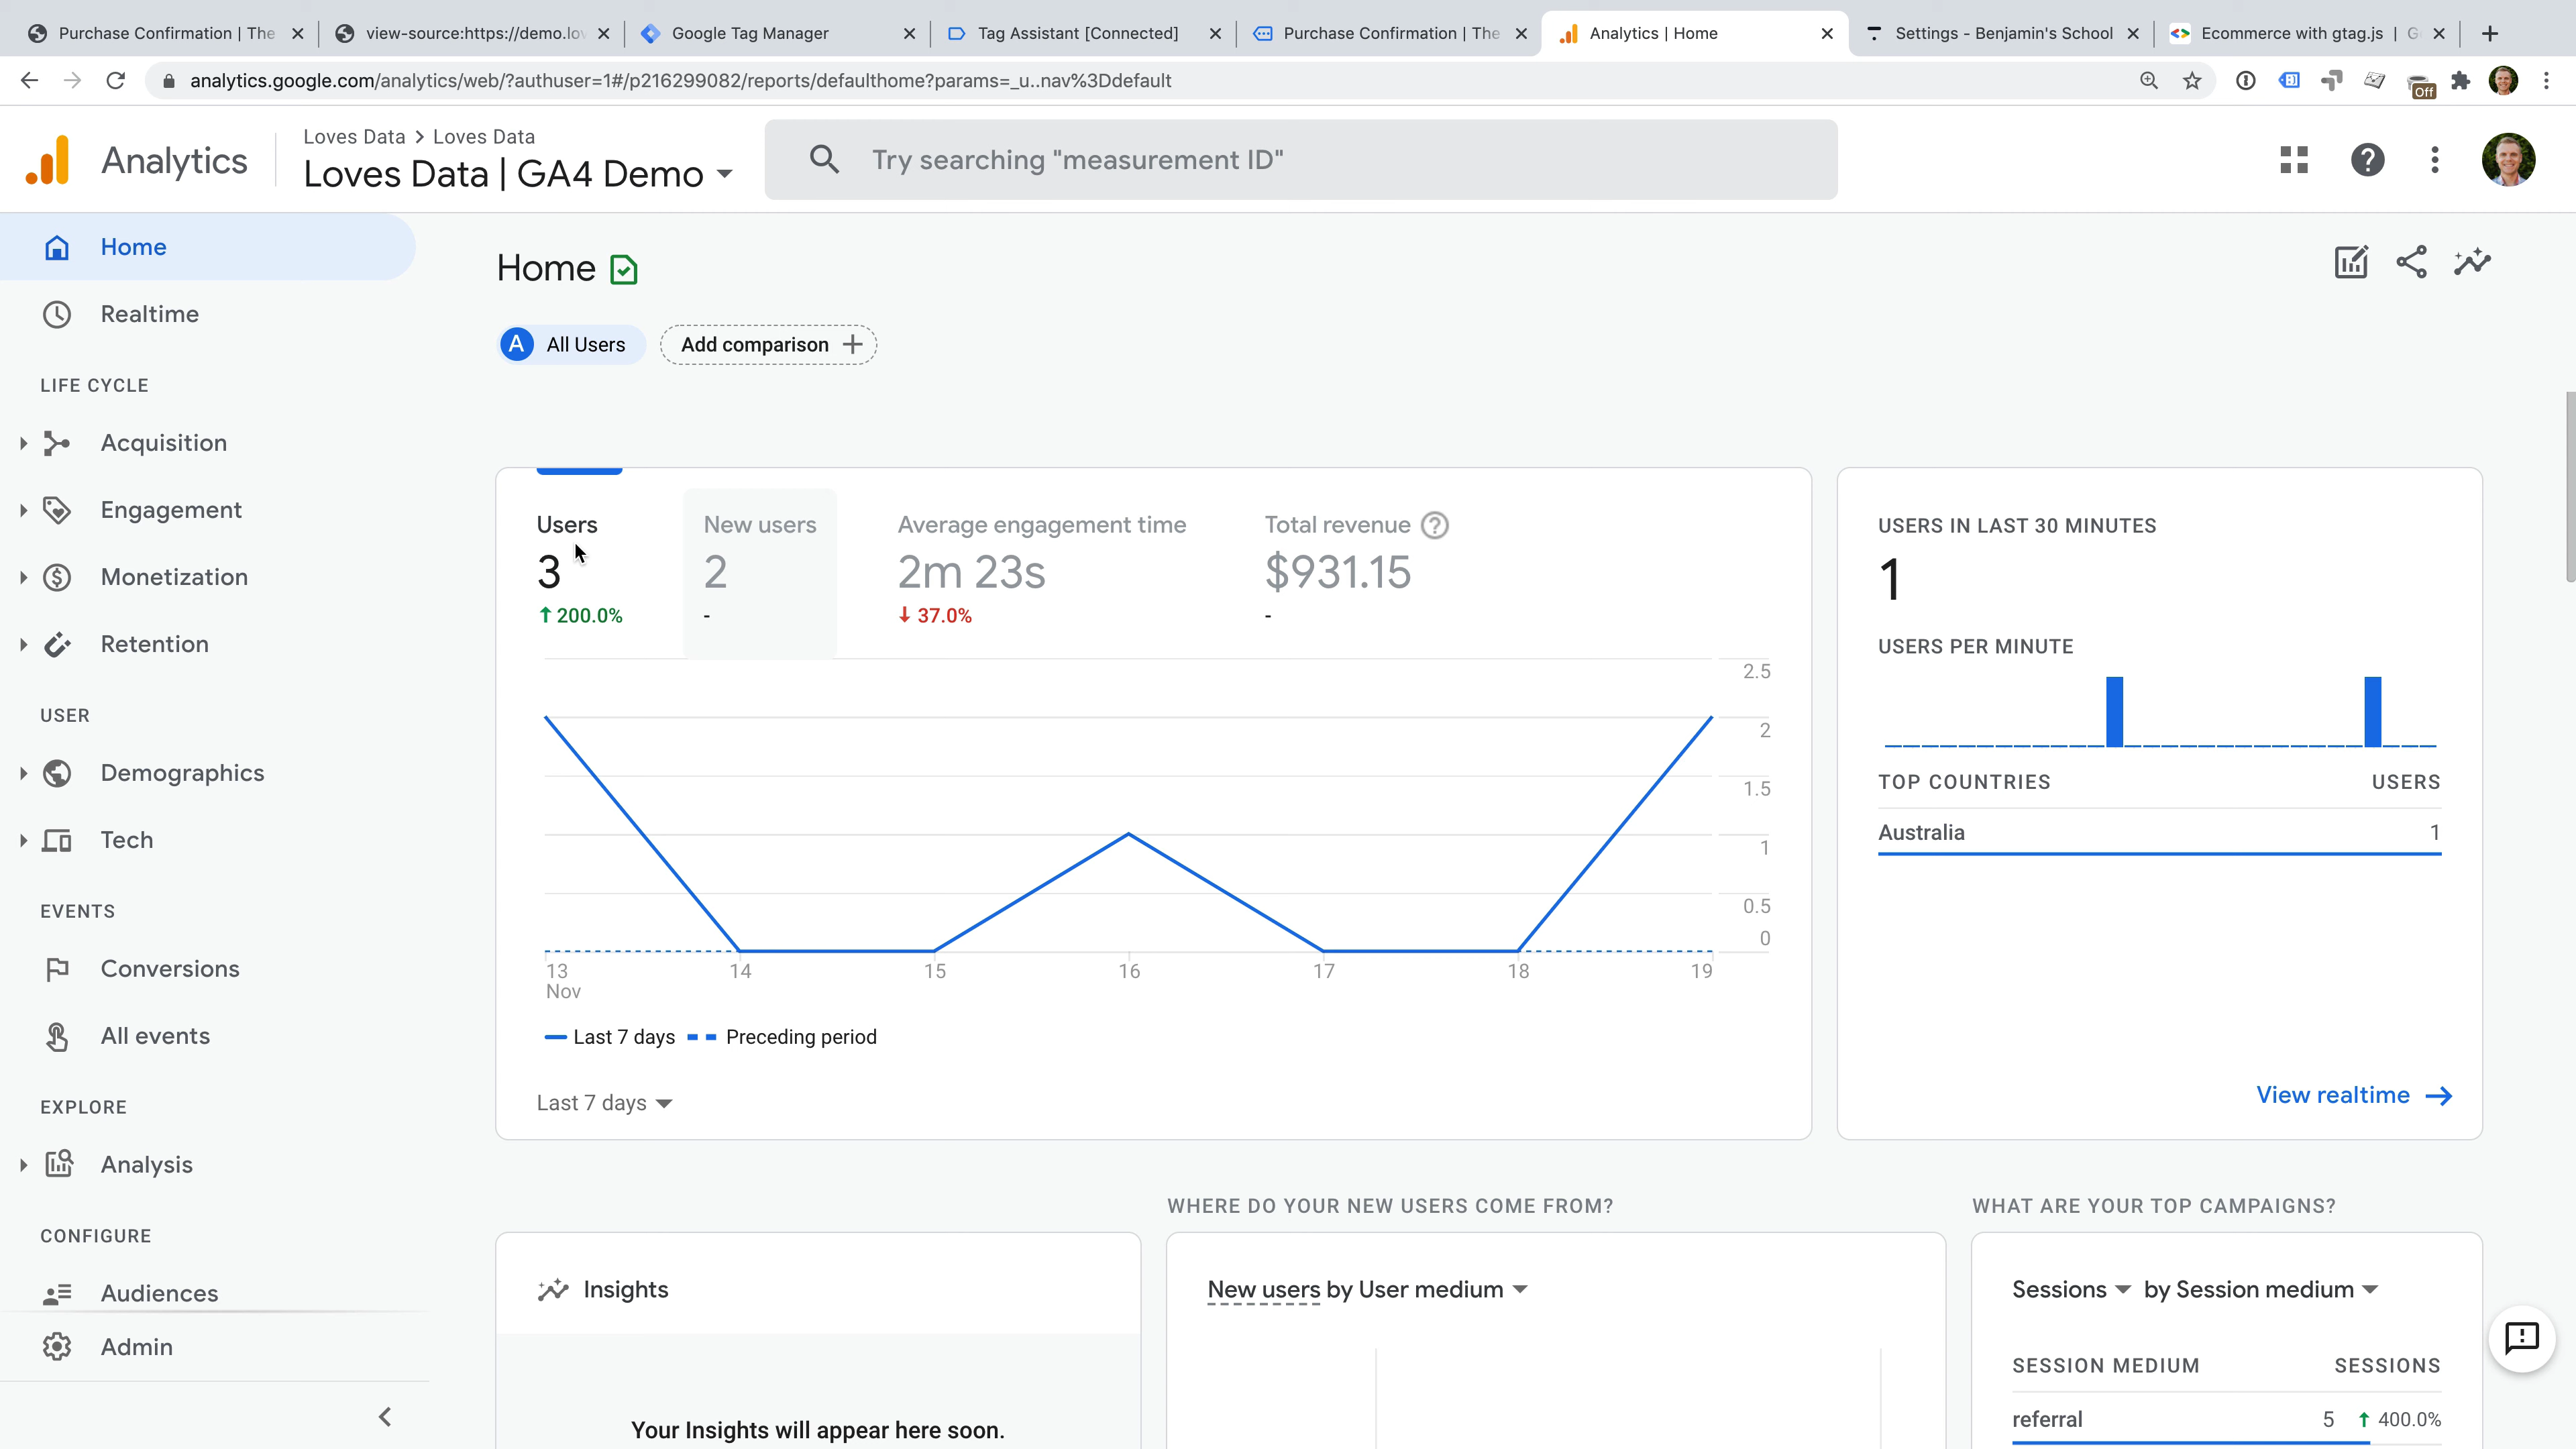 Purchase Confirmation | The
view-source:https://demo.lov
Google Tag Manager
Tag Assistant [Connected]
Purchase Confirmation | The
Analytics | Home
Settings - Benjamin's School
Ecommerce with gtag.js | G
analytics.google.com/analytics/web/?authuser=1#/p216299082/reports/defaulthome?params=_u..nav%3Ddefault
Off
Analytics
Loves Data > Loves Data
Loves Data | GA4 Demo
Try searching "measurement ID"
Home
Realtime
LIFE CYCLE
Acquisition
Engagement
Monetization
Retention
USER
Demographics
Tech
EVENTS
Conversions
All events
EXPLORE
Analysis
CONFIGURE
Audiences
Admin
Home
A All Users
Add comparison +
Users
3
↑ 200.0%
New users
2
-
Average engagement time
2m 23s
↓ 37.0%
Total revenue
$931.15
-
2.5
2
1.5
1
0.5
0
13 14 15 16 17 18 19
Nov
Last 7 days Preceding period
Last 7 days
USERS IN LAST 30 MINUTES
1
USERS PER MINUTE
TOP COUNTRIES USERS
Australia 1
View realtime →
Insights
Your Insights will appear here soon.
WHERE DO YOUR NEW USERS COME FROM?
New users by User medium
WHAT ARE YOUR TOP CAMPAIGNS?
Sessions by Session medium
SESSION MEDIUM SESSIONS
referral 5 ↑ 400.0%